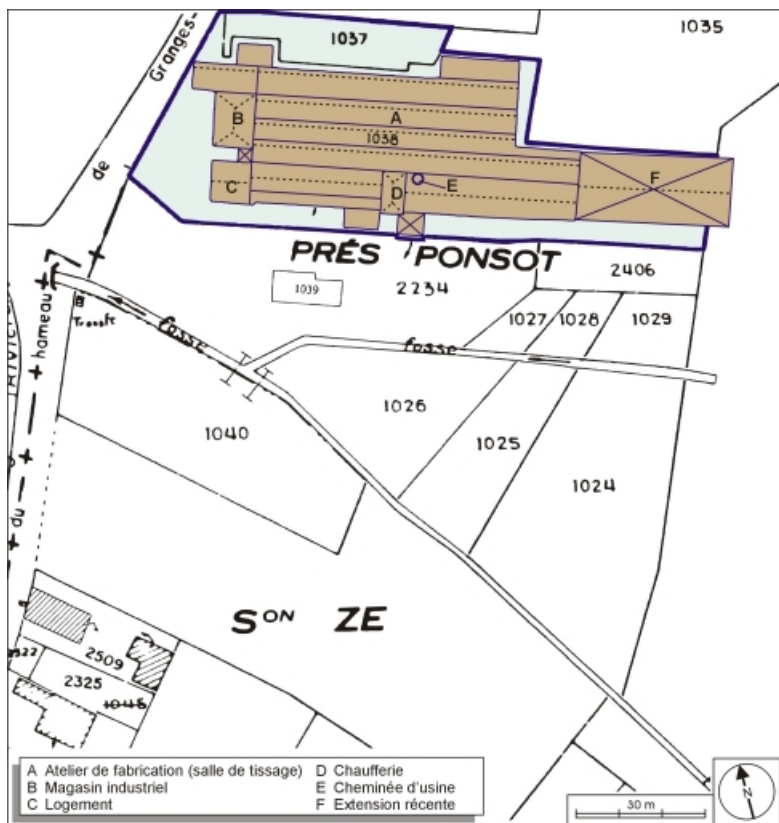 1037
1035
Granges-
de
A
B
1038
C
D
E
F
PRÉS PONSOT
2406
1039
2234
1027
1028
1029
fosse
fosse
hameau
du
1026
1040
1025
1024
SON ZE
2509
2325
1048
A Atelier de fabrication (salle de tissage)
B Magasin industriel
C Logement
D Chaufferie
E Cheminée d'usine
F Extension récente
30 m
N